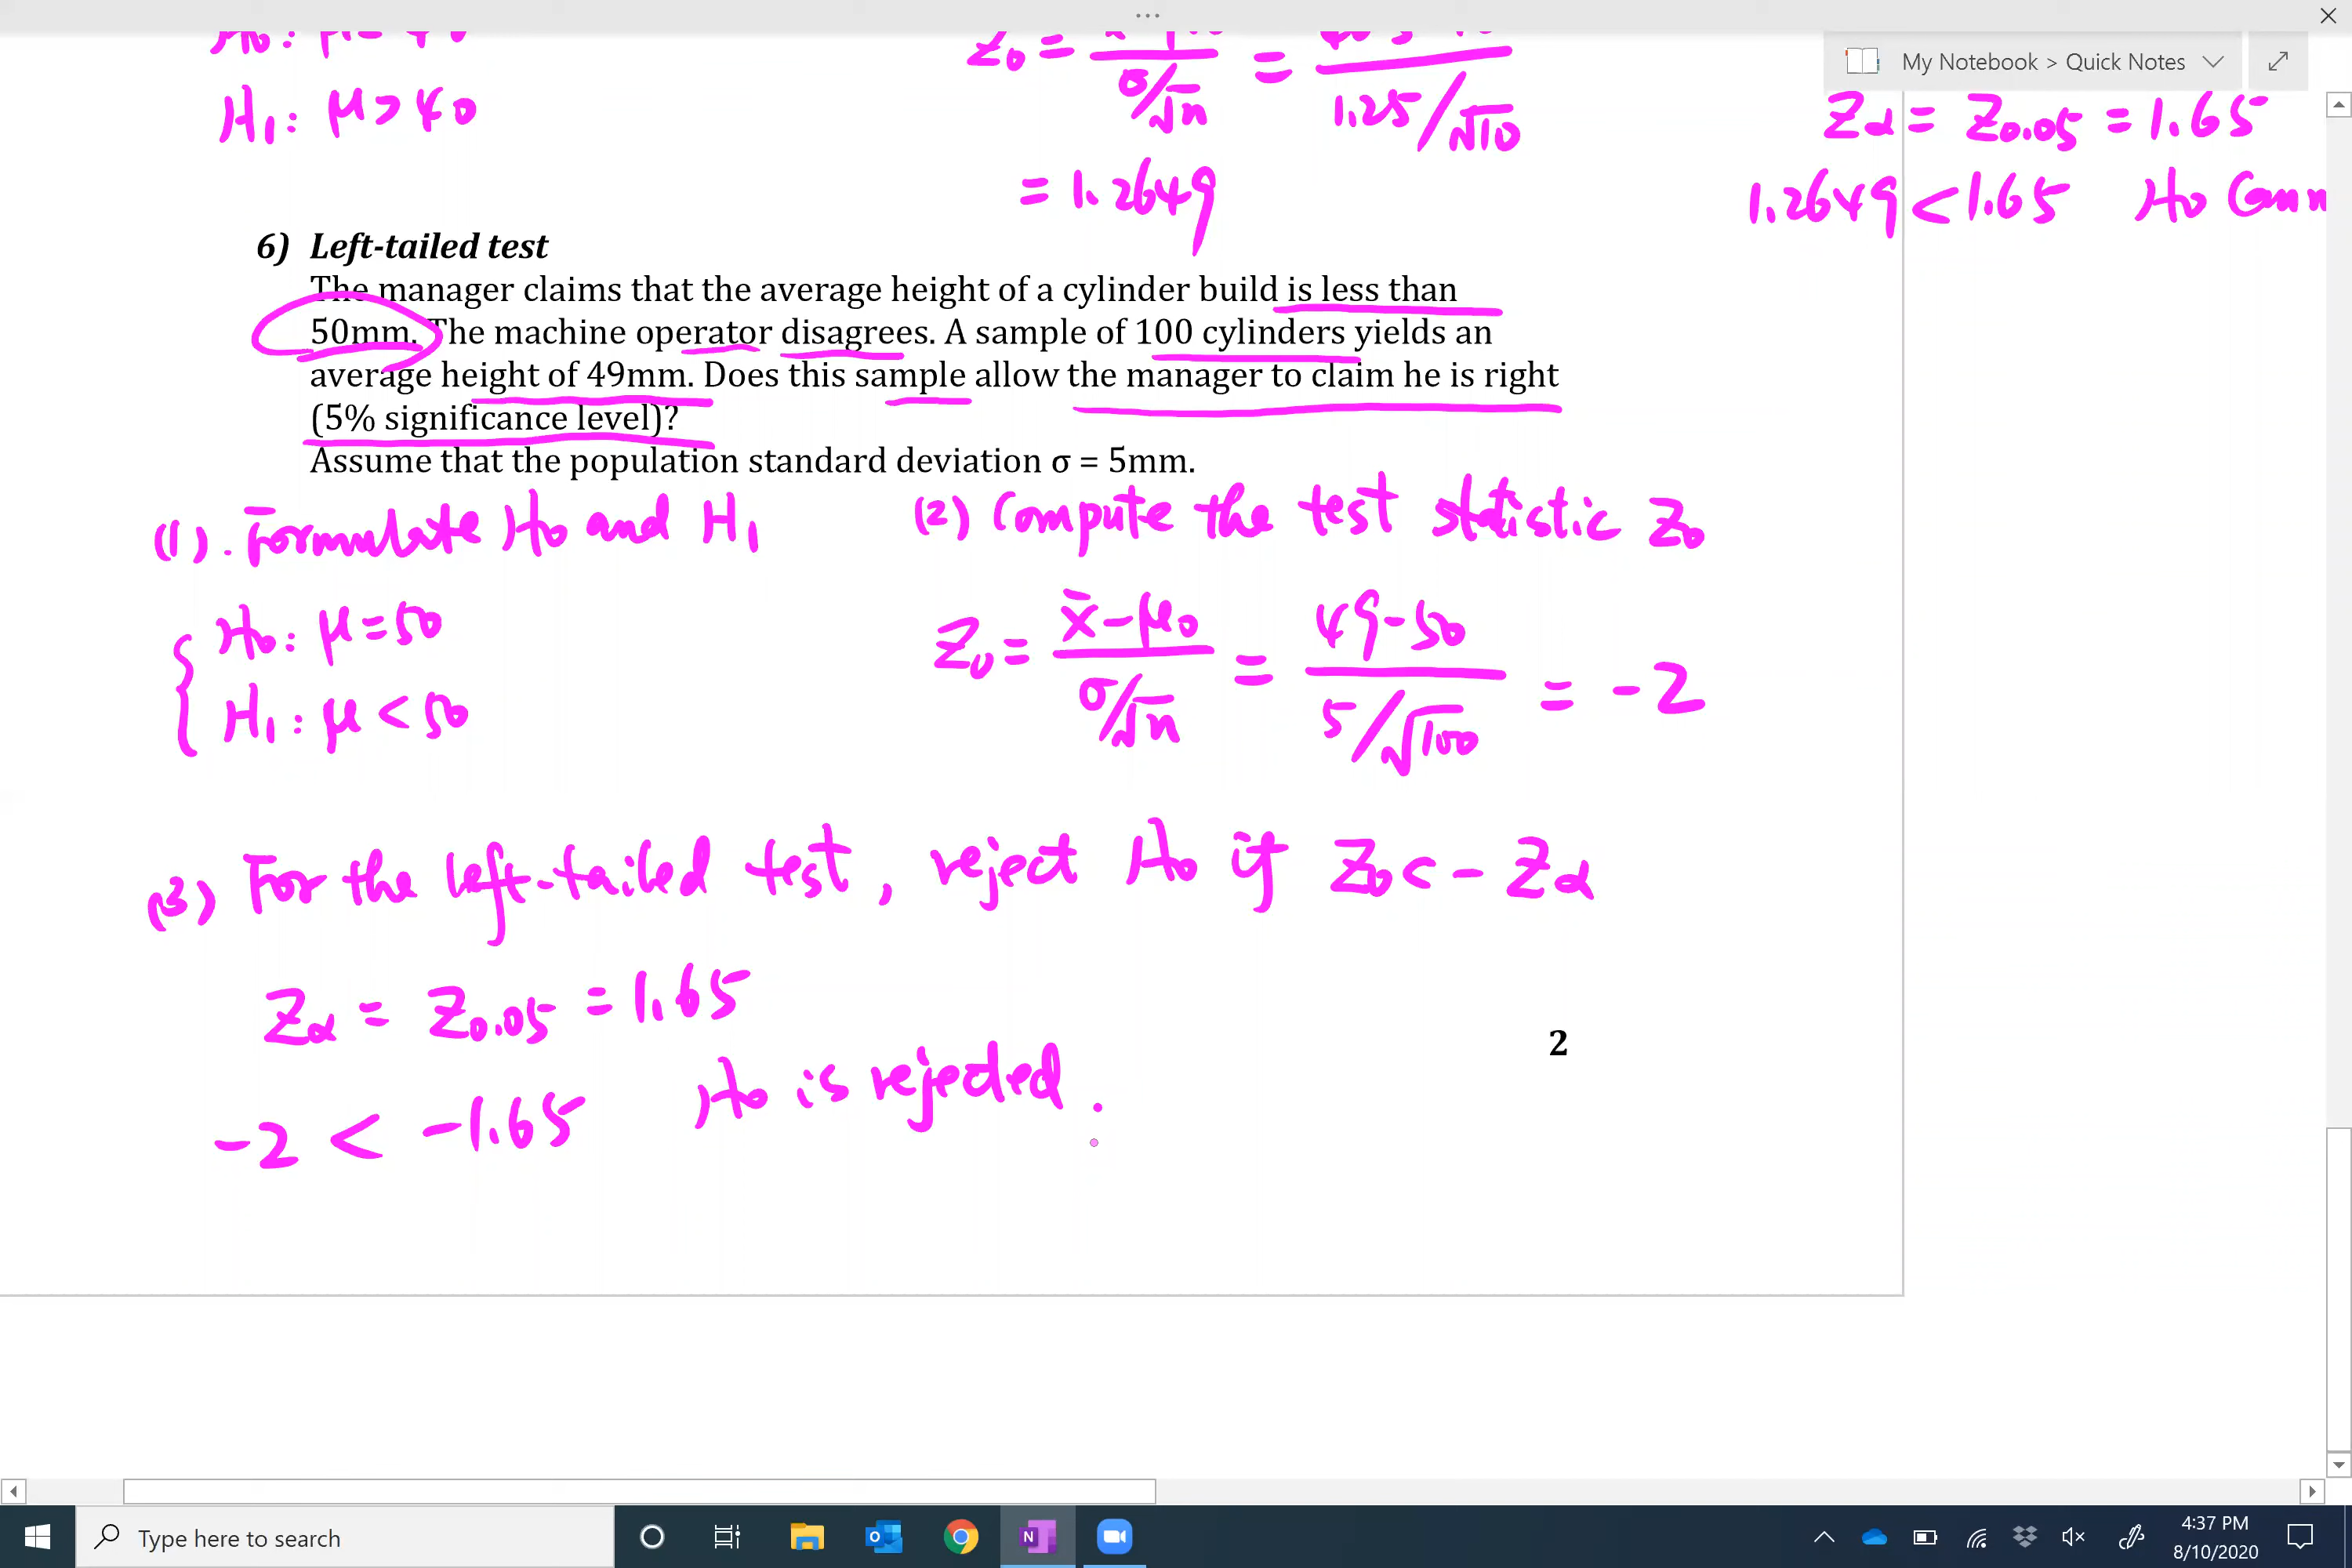 My Notebook > Quick Notes
Z₀ = / σ/√n = / 1.25/√10
H₁: μ > 40
Zα = Z0.05 = 1.65
= 1.2649
1.2649 < 1.65 H₀
6) Left-tailed test
The manager claims that the average height of a cylinder build is less than
50mm. The machine operator disagrees. A sample of 100 cylinders yields an
average height of 49mm. Does this sample allow the manager to claim he is right
(5% significance level)?
Assume that the population standard deviation σ = 5mm.
(1). Formulate H₀ and H₁
H₀: μ = 50
H₁: μ < 50
(2) Compute the test statistic Z₀
Z₀ = x̄ - μ₀ / σ/√n = 49 - 50 / 5/√100 = -2
(3) For the left-tailed test, reject H₀ if Z₀ < - Zα
Zα = Z0.05 = 1.65
-2 < -1.65 H₀ is rejected.
2
Type here to search
4:37 PM
8/10/2020